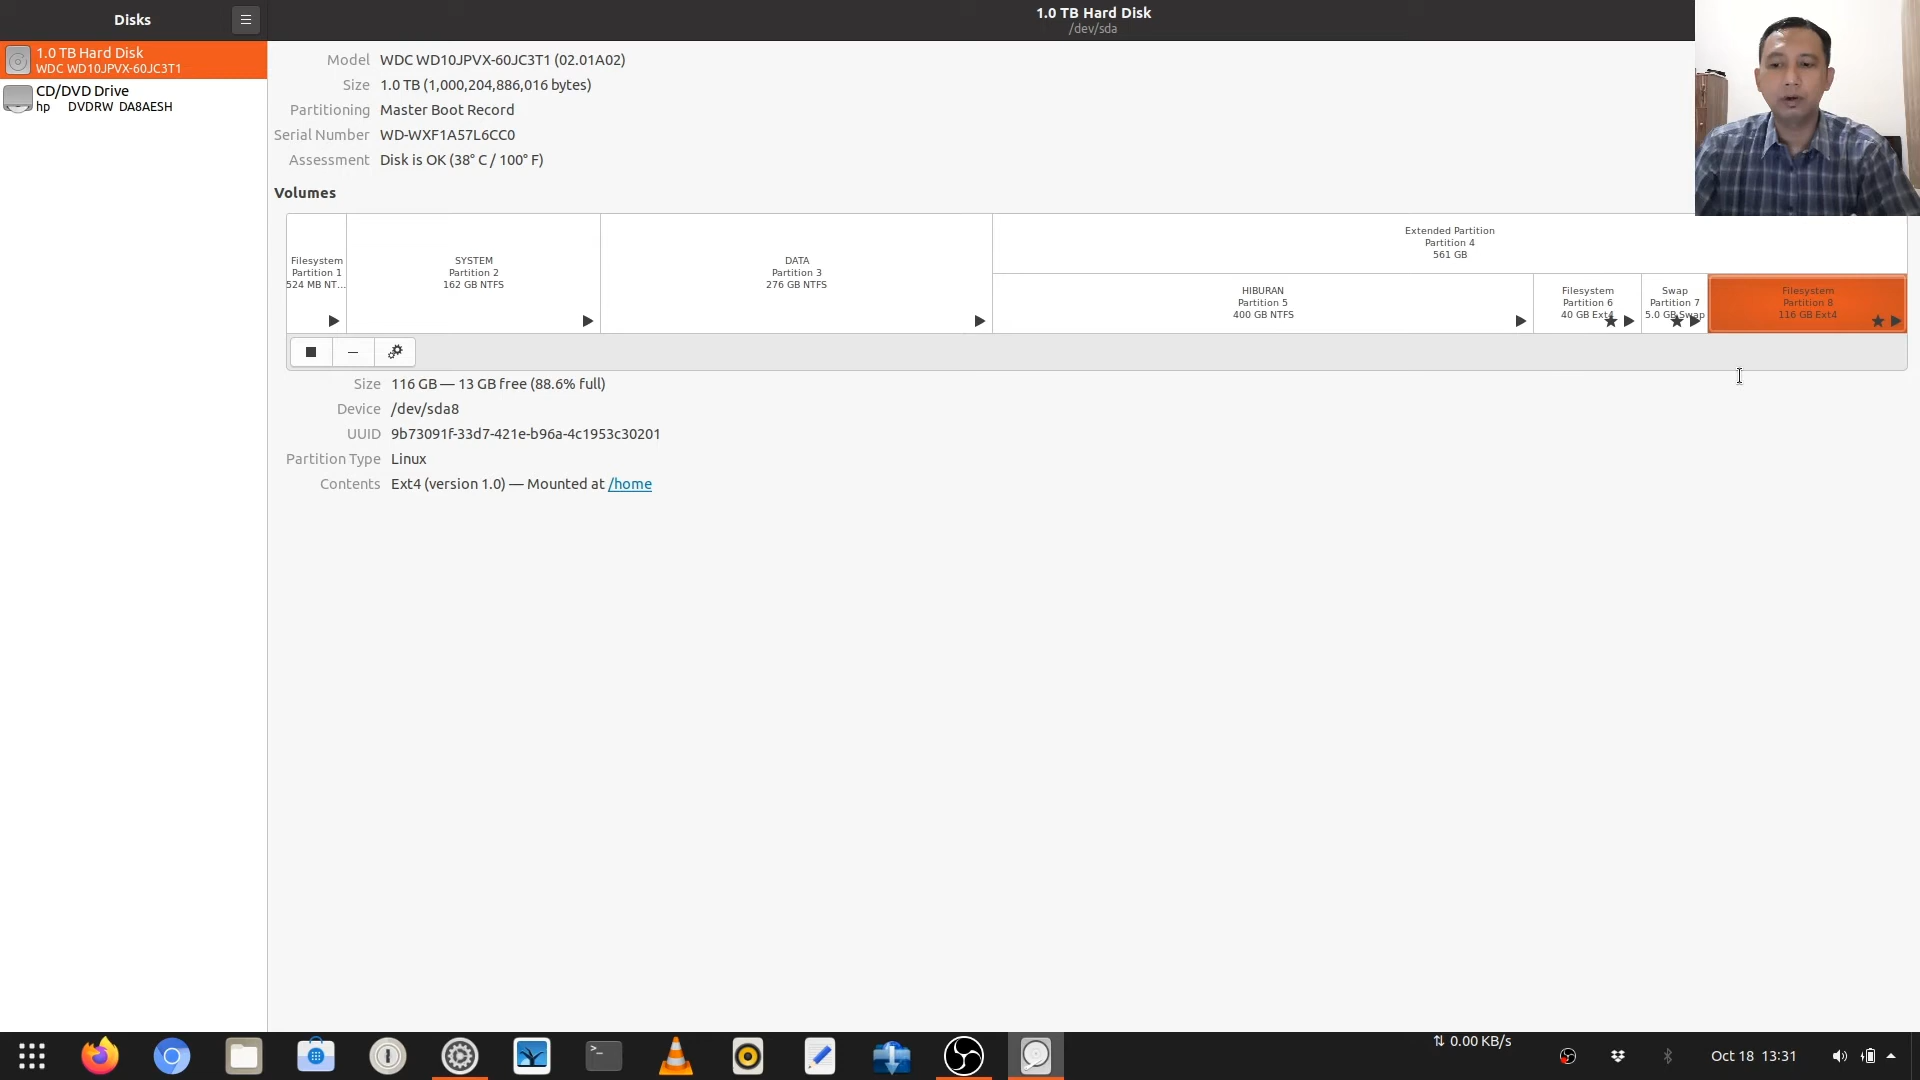 Disks
1.0 TB Hard Disk
/dev/sda
1.0 TB Hard Disk
WDC WD10JPVX-60JC3T1
CD/DVD Drive
hp DVDRW DA8AESH
Model WDC WD10JPVX-60JC3T1 (02.01A02)
Size 1.0 TB (1,000,204,886,016 bytes)
Partitioning Master Boot Record
Serial Number WD-WXF1A57L6CC0
Assessment Disk is OK (38° C / 100° F)
Volumes
Filesystem
Partition 1
524 MB NT...
SYSTEM
Partition 2
162 GB NTFS
DATA
Partition 3
276 GB NTFS
Extended Partition
Partition 4
561 GB
HIBURAN
Partition 5
400 GB NTFS
Filesystem
Partition 6
40 GB Ext4
Swap
Partition 7
5.0 GB Swap
Filesystem
Partition 8
116 GB Ext4
Size 116 GB — 13 GB free (88.6% full)
Device /dev/sda8
UUID 9b73091f-33d7-421e-b96a-4c1953c30201
Partition Type Linux
Contents Ext4 (version 1.0) — Mounted at /home
0.00 KB/s
Oct 18 13:31